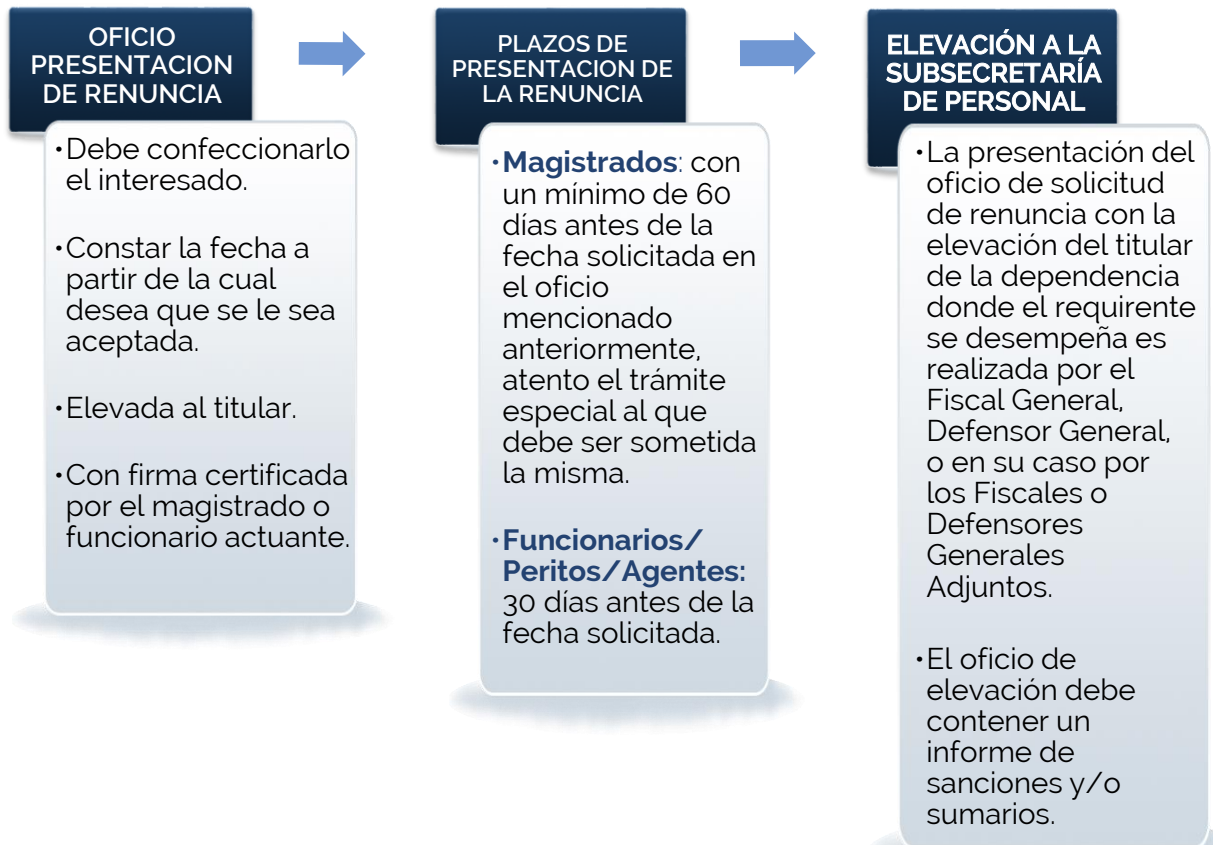 OFICIO
PRESENTACION
DE RENUNCIA
•Debe confeccionarlo
el interesado.
•Constar la fecha a
partir de la cual
desea que se le sea
aceptada.
•Elevada al titular.
•Con firma certificada
por el magistrado o
funcionario actuante.
PLAZOS DE
PRESENTACION DE
LA RENUNCIA
•Magistrados: con
un mínimo de 60
días antes de la
fecha solicitada en
el oficio
mencionado
anteriormente,
atento el trámite
especial al que
debe ser sometida
la misma.
•Funcionarios/
Peritos/Agentes:
30 días antes de la
fecha solicitada.
ELEVACIÓN A LA
SUBSECRETARÍA
DE PERSONAL
•La presentación del
oficio de solicitud
de renuncia con la
elevación del titular
de la dependencia
donde el requirente
se desempeña es
realizada por el
Fiscal General,
Defensor General,
o en su caso por
los Fiscales o
Defensores
Generales
Adjuntos.
•El oficio de
elevación debe
contener un
informe de
sanciones y/o
sumarios.